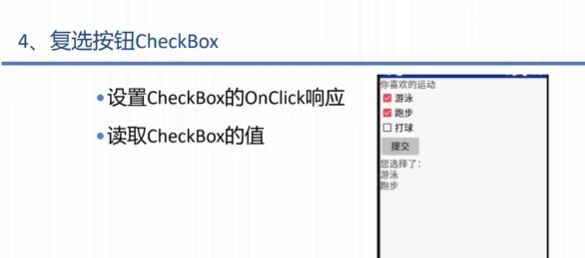 4、复选按钮CheckBox
•设置CheckBox的OnClick响应
•读取CheckBox的值
你喜欢的运动
游泳
跑步
打球
提交
您选择了:
游泳
跑步